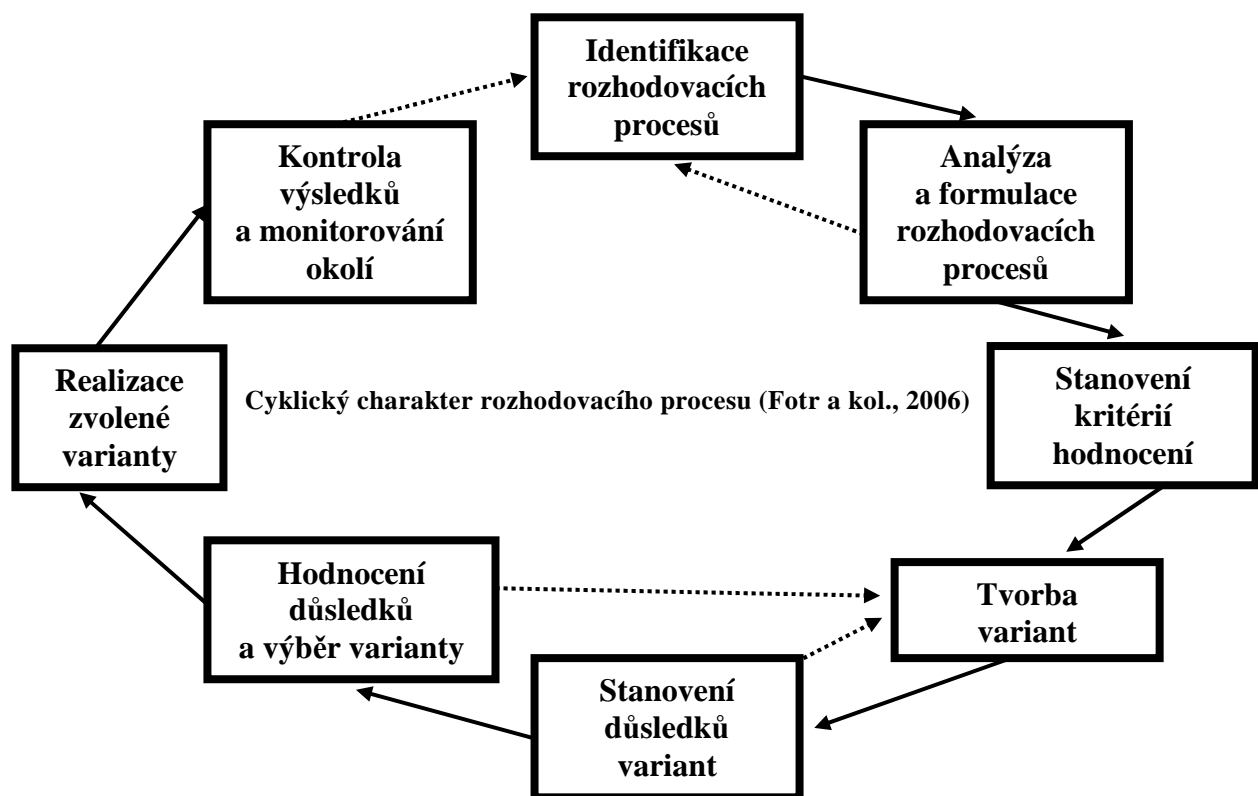 Identifikace
rozhodovacích
procesů
Analýza
a formulace
rozhodovacích
procesů
Stanovení
kritérií
hodnocení
Tvorba
variant
Stanovení
důsledků
variant
Hodnocení
důsledků
a výběr varianty
Realizace
zvolené
varianty
Kontrola
výsledků
a monitorování
okolí
Cyklický charakter rozhodovacího procesu (Fotr a kol., 2006)